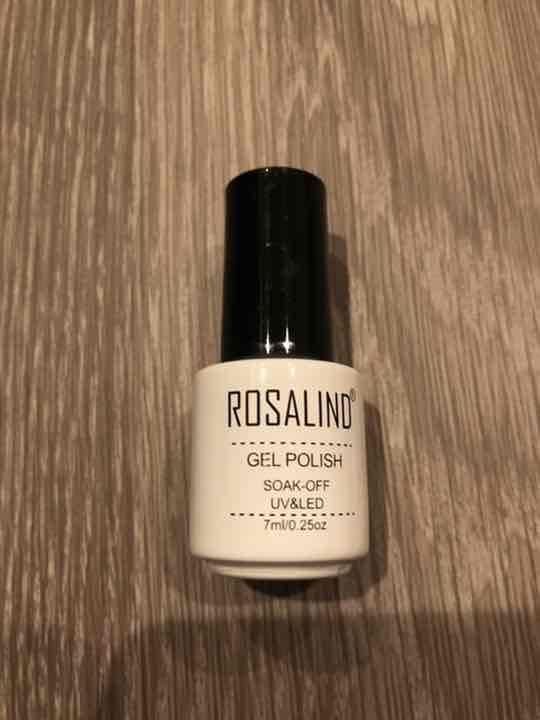 ROSALIND®
GEL POLISH
SOAK-OFF
UV&LED
7ml/0.25oz